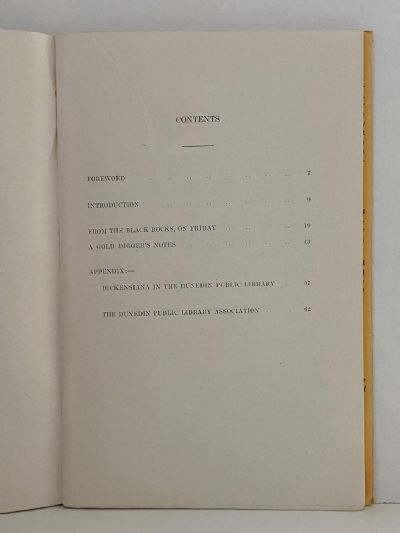 CONTENTS
FOREWORD .. .. .. .. .. .. .. 7
INTRODUCTION .. .. .. .. .. .. 9
FROM THE BLACK ROCKS, ON FRIDAY .. .. .. 19
A GOLD DIGGER'S NOTES .. .. .. .. .. 43
APPENDIX:—
DICKENSIANA IN THE DUNEDIN PUBLIC LIBRARY .. 57
THE DUNEDIN PUBLIC LIBRARY ASSOCIATION .. .. 62